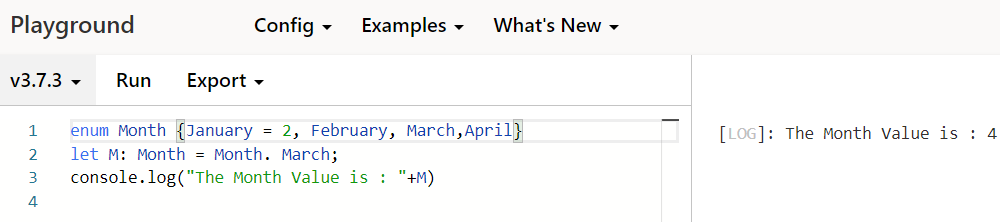 Playground Config Examples What's New
v3.7.3 Run Export
1 enum Month {January = 2, February, March,April}
2 let M: Month = Month. March;
3 console.log("The Month Value is : "+M)
4
[LOG]: The Month Value is : 4